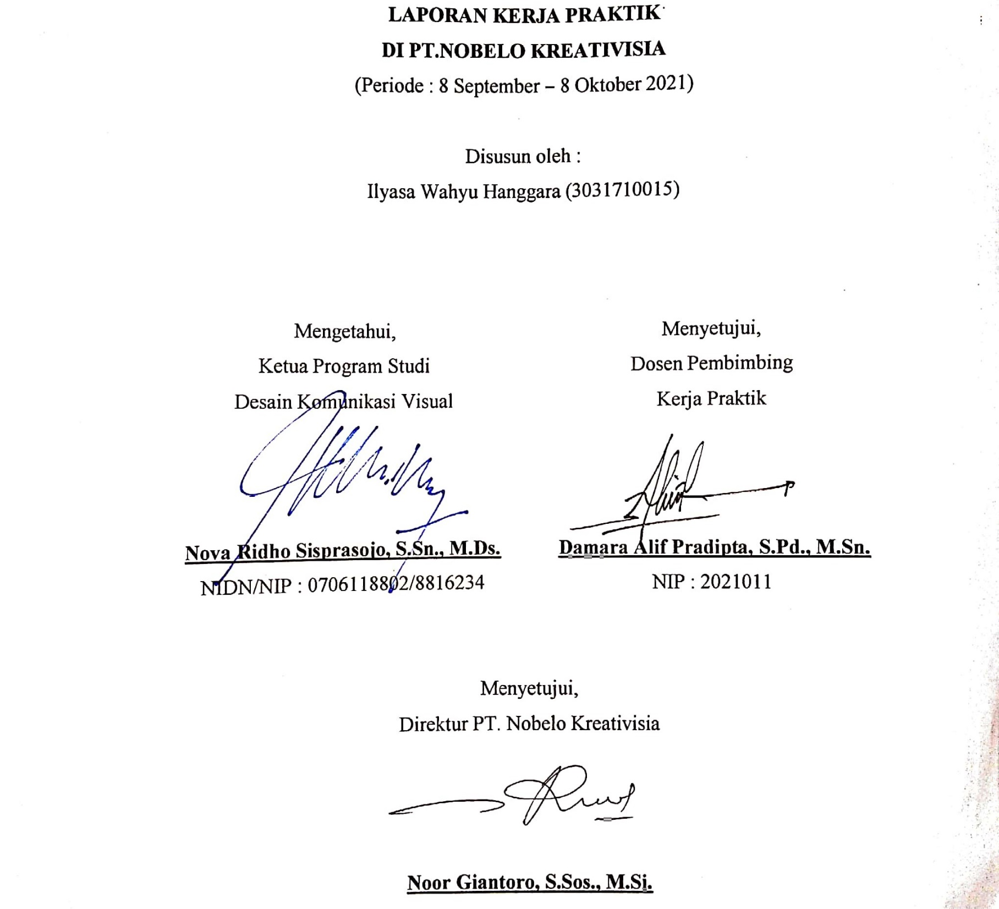 LAPORAN KERJA PRAKTIK
DI PT.NOBELO KREATIVISIA
(Periode : 8 September – 8 Oktober 2021)
Disusun oleh :
Ilyasa Wahyu Hanggara (3031710015)
Mengetahui,
Ketua Program Studi
Desain Komunikasi Visual
Nova Ridho Sisprasojo, S.Sn., M.Ds.
NIDN/NIP : 0706118802/8816234
Menyetujui,
Dosen Pembimbing
Kerja Praktik
Damara Alif Pradipta, S.Pd., M.Sn.
NIP : 2021011
Menyetujui,
Direktur PT. Nobelo Kreativisia
Noor Giantoro, S.Sos., M.Si.